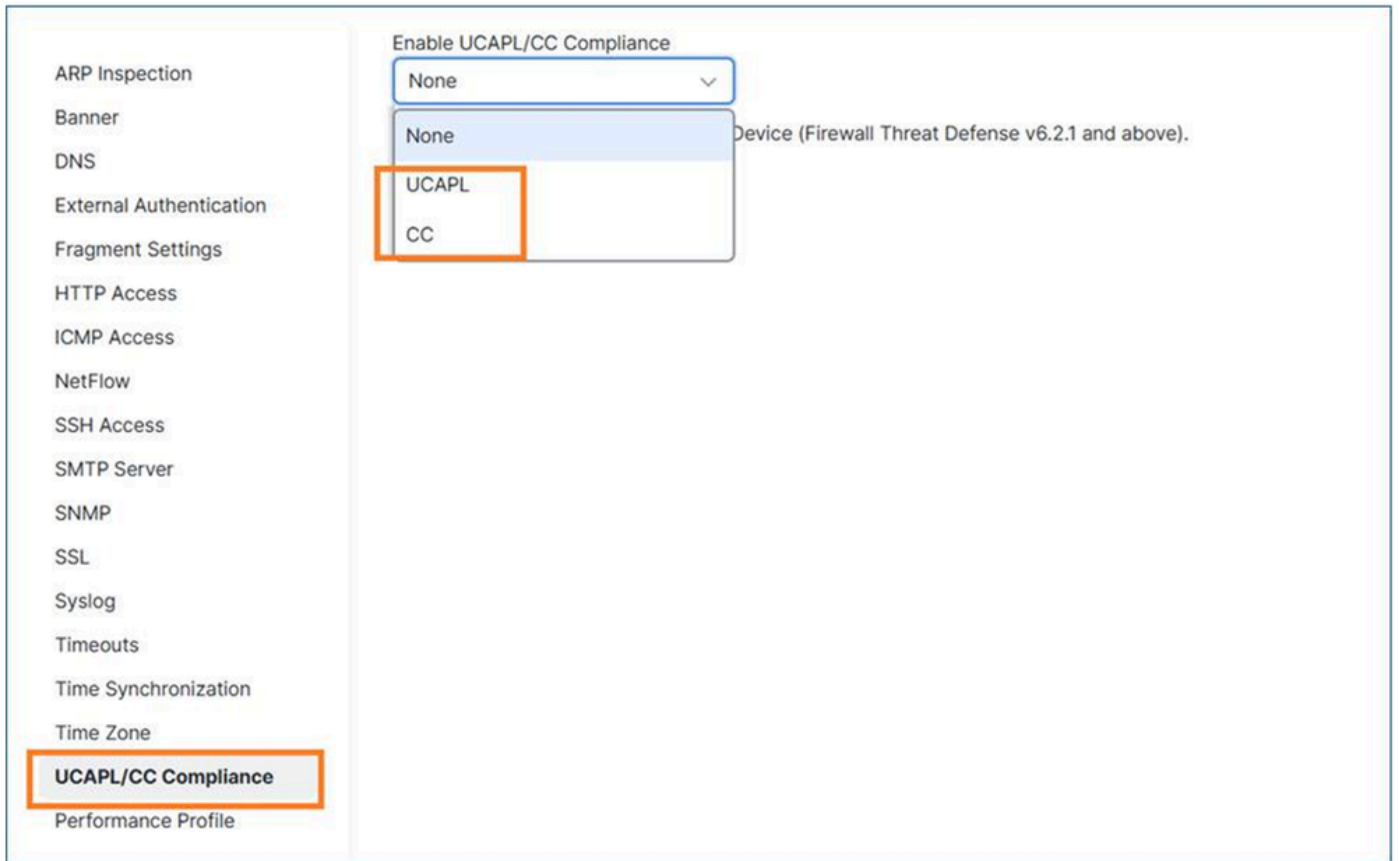 ARP Inspection
Banner
DNS
External Authentication
Fragment Settings
HTTP Access
ICMP Access
NetFlow
SSH Access
SMTP Server
SNMP
SSL
Syslog
Timeouts
Time Synchronization
Time Zone
UCAPL/CC Compliance
Performance Profile
Enable UCAPL/CC Compliance
None
None
Device (Firewall Threat Defense v6.2.1 and above).
UCAPL
CC